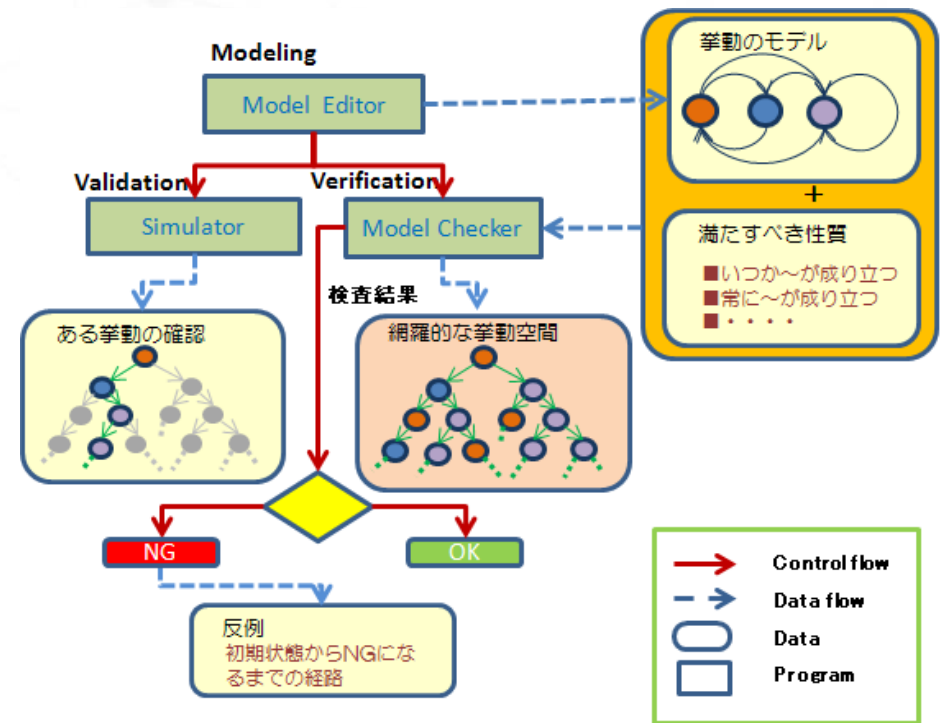 Modeling
Model Editor
挙動のモデル
+
Validation
Verification
Simulator
Model Checker
満たすべき性質
■いつか～が成り立つ
■常に～が成り立つ
■・・・・
検査結果
ある挙動の確認
網羅的な挙動空間
NG
OK
反例
初期状態からNGにな
るまでの経路
Control flow
Data flow
Data
Program